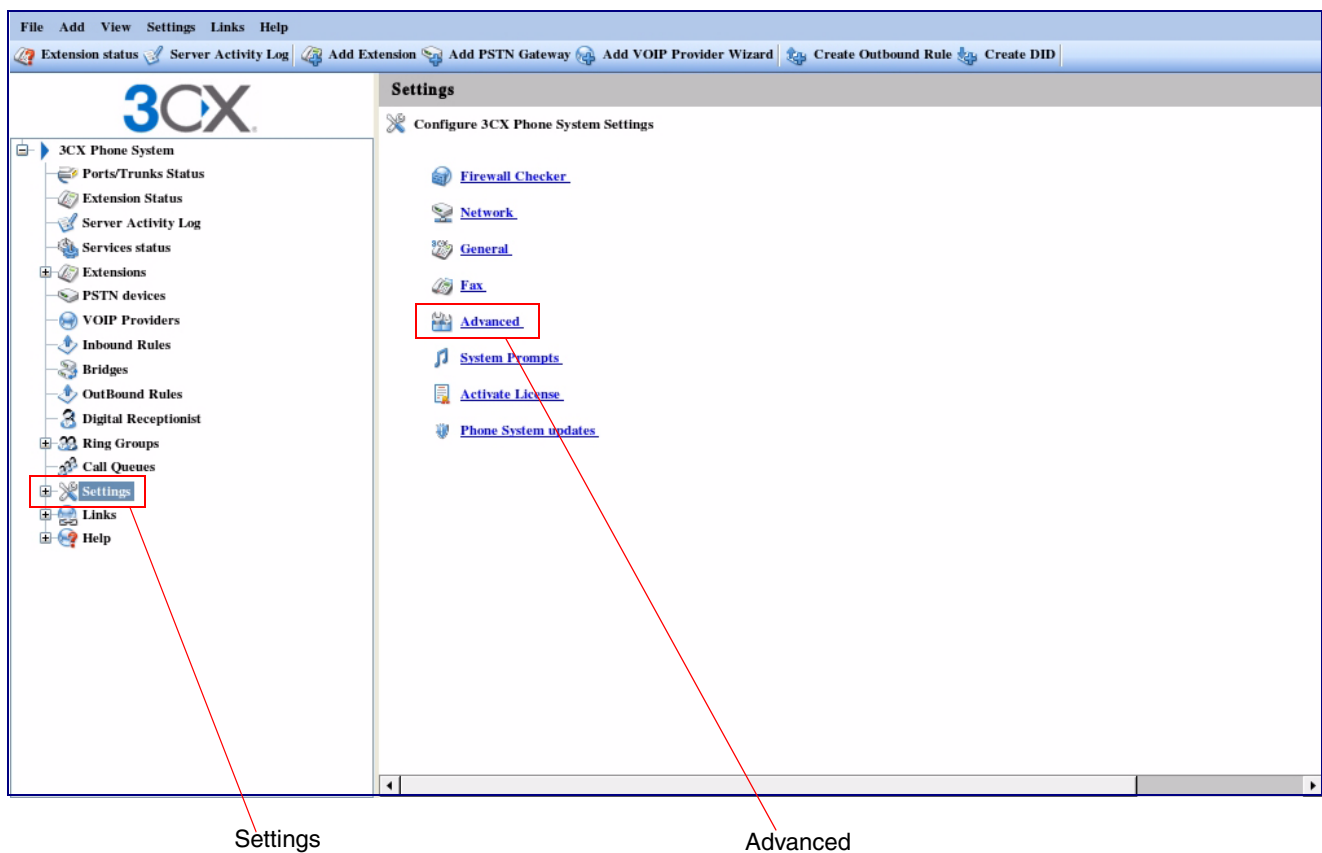 File Add View Settings Links Help
Extension status Server Activity Log Add Extension Add PSTN Gateway Add VOIP Provider Wizard Create Outbound Rule Create DID
3CX
3CX Phone System
Ports/Trunks Status
Extension Status
Server Activity Log
Services status
Extensions
PSTN devices
VOIP Providers
Inbound Rules
Bridges
OutBound Rules
Digital Receptionist
Ring Groups
Call Queues
Settings
Links
Help
Settings
Configure 3CX Phone System Settings
Firewall Checker
Network
General
Fax
Advanced
System Prompts
Activate License
Phone System updates
Settings
Advanced